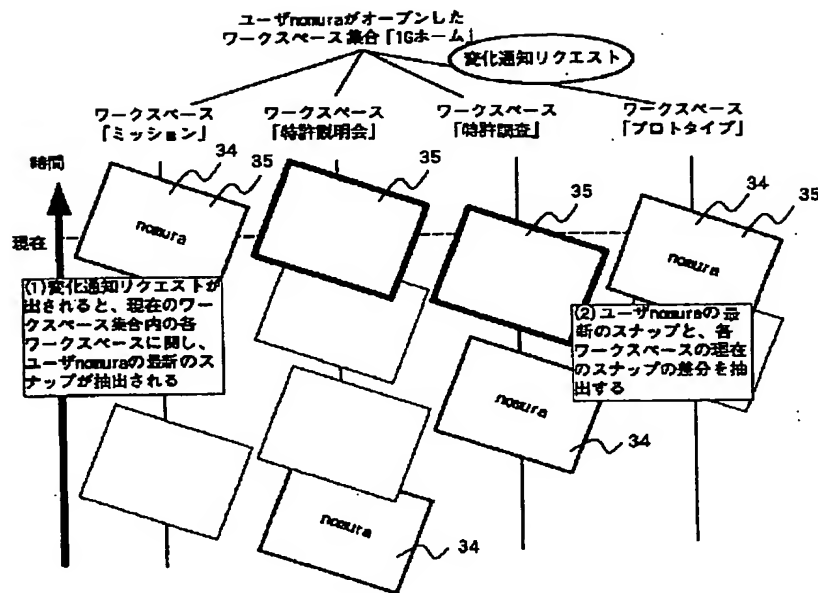 ユーザnomuraがオープンした
ワークスペース集合「1Gホーム」
変化通知リクエスト
ワークスペース
「ミッション」
ワークスペース
「特許説明会」
ワークスペース
「特許調査」
ワークスペース
「プロトタイプ」
時間
34
35
35
35
34
35
nomura
nomura
現在
(1)変化通知リクエストが
出されると、現在のワー
クスペース集合内の各
ワークスペースに関し、
ユーザnomuraの最新のス
ナップが抽出される
(2) ユーザnomuraの最
新のスナップと、各
ワークスペースの現在
のスナップの差分を抽
出する
nomura
34
nomura
34